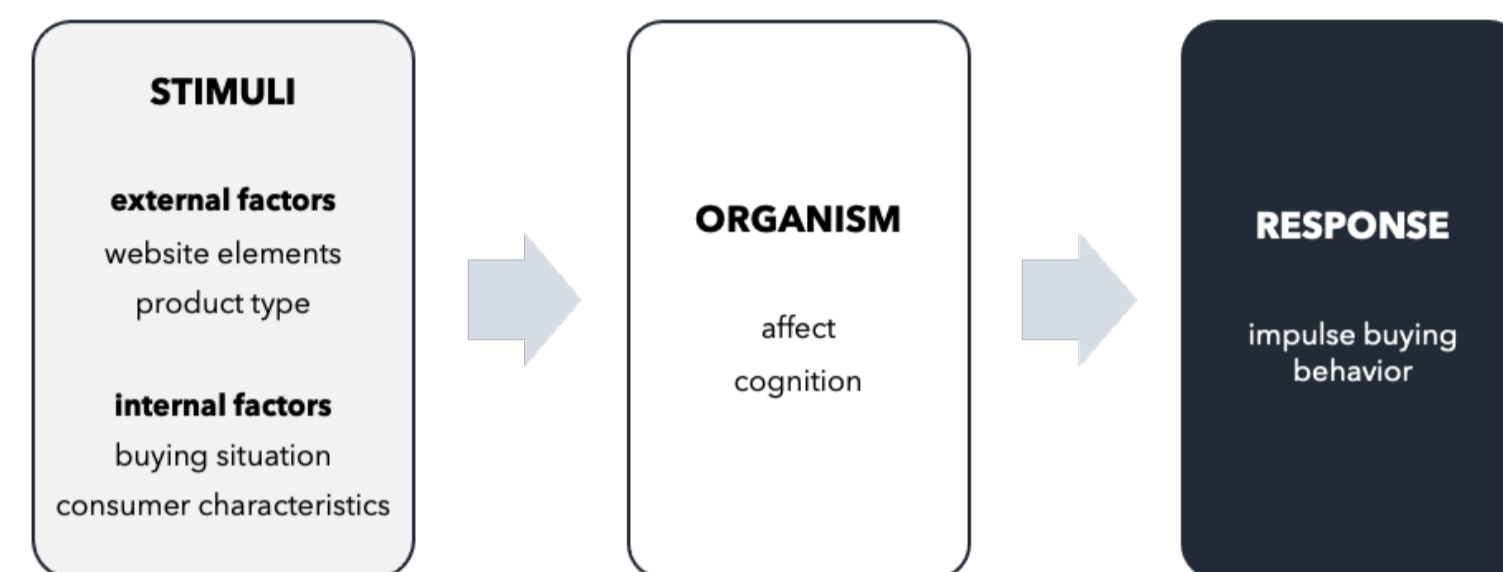 STIMULI
external factors
website elements
product type
internal factors
buying situation
consumer characteristics
ORGANISM
affect
cognition
RESPONSE
impulse buying
behavior